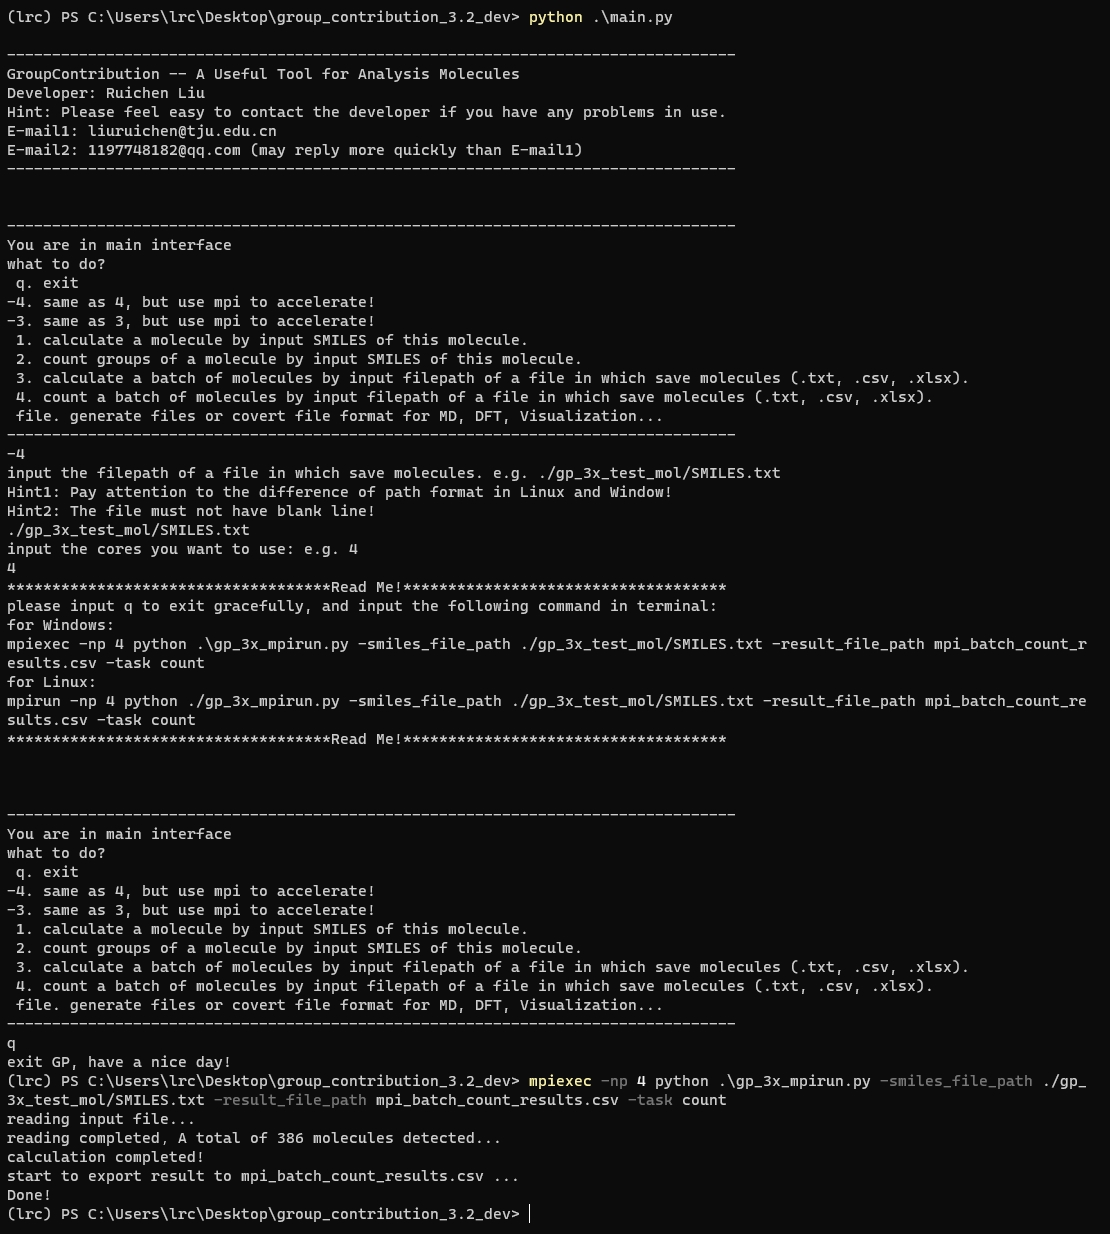 (lrc) PS C:\Users\lrc\Desktop\group_contribution_3.2_dev> python .\main.py
---------------------------------------------------------------------------------
GroupContribution -- A Useful Tool for Analysis Molecules
Developer: Ruichen Liu
Hint: Please feel easy to contact the developer if you have any problems in use.
E-mail1: liuruichen@tju.edu.cn
E-mail2: 1197748182@qq.com (may reply more quickly than E-mail1)
---------------------------------------------------------------------------------
---------------------------------------------------------------------------------
You are in main interface
what to do?
 q. exit
-4. same as 4, but use mpi to accelerate!
-3. same as 3, but use mpi to accelerate!
 1. calculate a molecule by input SMILES of this molecule.
 2. count groups of a molecule by input SMILES of this molecule.
 3. calculate a batch of molecules by input filepath of a file in which save molecules (.txt, .csv, .xlsx).
 4. count a batch of molecules by input filepath of a file in which save molecules (.txt, .csv, .xlsx).
 file. generate files or covert file format for MD, DFT, Visualization...
---------------------------------------------------------------------------------
-4
input the filepath of a file in which save molecules. e.g. ./gp_3x_test_mol/SMILES.txt
Hint1: Pay attention to the difference of path format in Linux and Window!
Hint2: The file must not have blank line!
./gp_3x_test_mol/SMILES.txt
input the cores you want to use: e.g. 4
4
************************************Read Me!************************************
please input q to exit gracefully, and input the following command in terminal:
for Windows:
mpiexec -np 4 python .\gp_3x_mpirun.py -smiles_file_path ./gp_3x_test_mol/SMILES.txt -result_file_path mpi_batch_count_r
esults.csv -task count
for Linux:
mpirun -np 4 python ./gp_3x_mpirun.py -smiles_file_path ./gp_3x_test_mol/SMILES.txt -result_file_path mpi_batch_count_re
sults.csv -task count
************************************Read Me!************************************
---------------------------------------------------------------------------------
You are in main interface
what to do?
 q. exit
-4. same as 4, but use mpi to accelerate!
-3. same as 3, but use mpi to accelerate!
 1. calculate a molecule by input SMILES of this molecule.
 2. count groups of a molecule by input SMILES of this molecule.
 3. calculate a batch of molecules by input filepath of a file in which save molecules (.txt, .csv, .xlsx).
 4. count a batch of molecules by input filepath of a file in which save molecules (.txt, .csv, .xlsx).
 file. generate files or covert file format for MD, DFT, Visualization...
---------------------------------------------------------------------------------
q
exit GP, have a nice day!
(lrc) PS C:\Users\lrc\Desktop\group_contribution_3.2_dev> mpiexec -np 4 python .\gp_3x_mpirun.py -smiles_file_path ./gp_
3x_test_mol/SMILES.txt -result_file_path mpi_batch_count_results.csv -task count
reading input file...
reading completed, A total of 386 molecules detected...
calculation completed!
start to export result to mpi_batch_count_results.csv ...
Done!
(lrc) PS C:\Users\lrc\Desktop\group_contribution_3.2_dev>